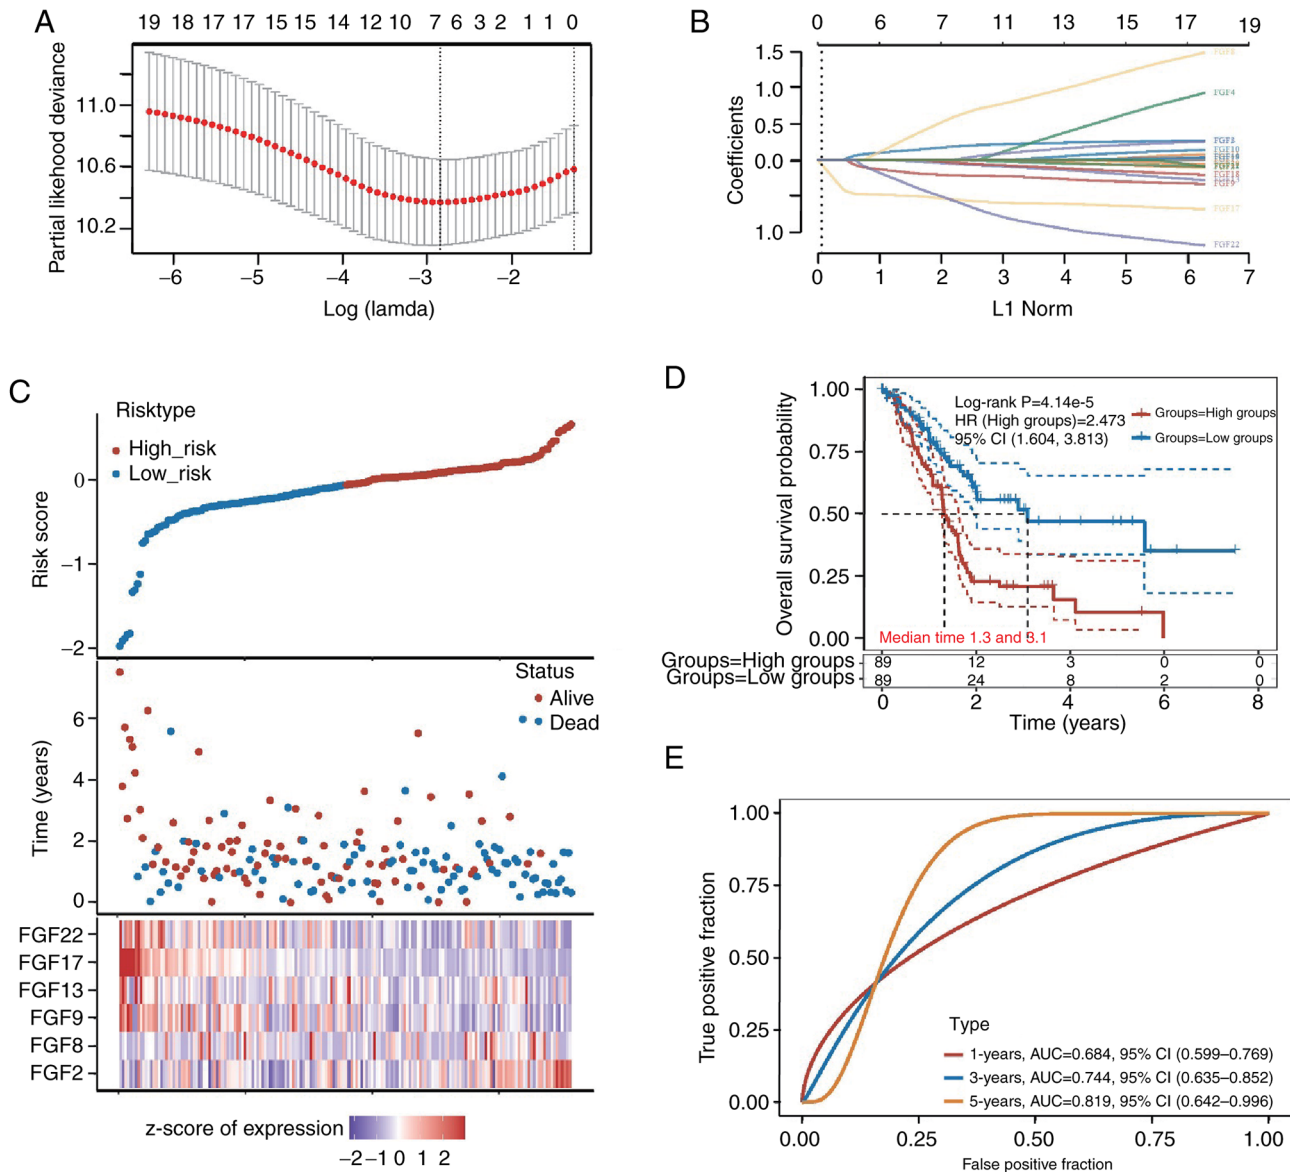 A
19 18 17 17 14 12 10 7 6 3 2 1 1 0
Partial likehood deviance
11.0
10.6
10.2
−6 −5 −4 −3 −2
Log (lamda)
B
0 6 7 11 13 15 17 19
Coefficients
1.5
1.0
0.5
0.0
1.0
FGF4
FGF10
FGF18
FGF9
FGF17
FGF22
0 1 2 3 4 5 6 7
L1 Norm
C
Risktype
High_risk
Low_risk
Risk score
0
−1
−2
Status
Alive
Dead
Time (years)
6
4
2
0
FGF22
FGF17
FGF13
FGF9
FGF8
FGF2
z-score of expression
−2 −1 0 1 2
D
Overall survival probability
1.00
0.75
0.50
0.25
0.00
Log-rank P=4.14e-5
HR (High groups)=2.473
95% CI (1.604, 3.813)
Groups=High groups
Groups=Low groups
Median time 1.3 and 3.1
Groups=High groups 89 12 3 0 0
Groups=Low groups 89 24 8 2 0
0 2 4 6 8
Time (years)
E
True positive fraction
1.00
0.75
0.50
0.25
0.00
Type
1-years, AUC=0.684, 95% CI (0.599–0.769)
3-years, AUC=0.744, 95% CI (0.635–0.852)
5-years, AUC=0.819, 95% CI (0.642–0.996)
0.00 0.25 0.50 0.75 1.00
False positive fraction